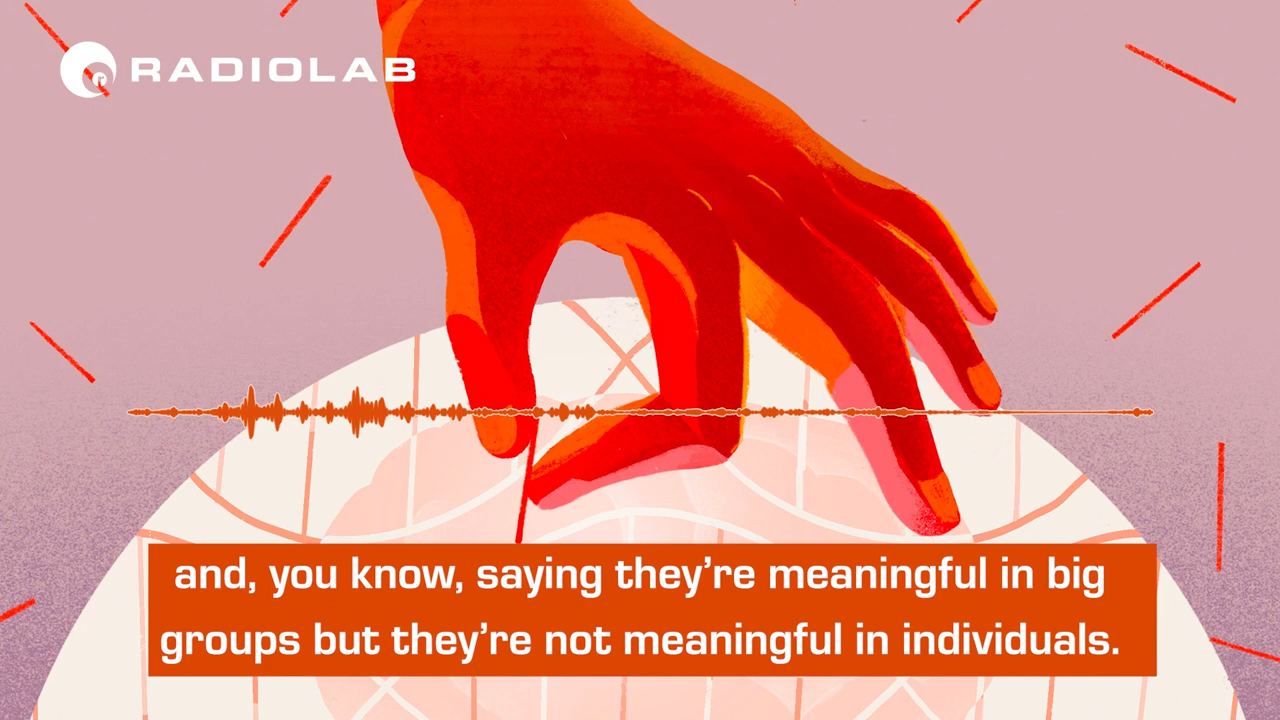 RADIOLAB
and, you know, saying they're meaningful in big
groups but they're not meaningful in individuals.